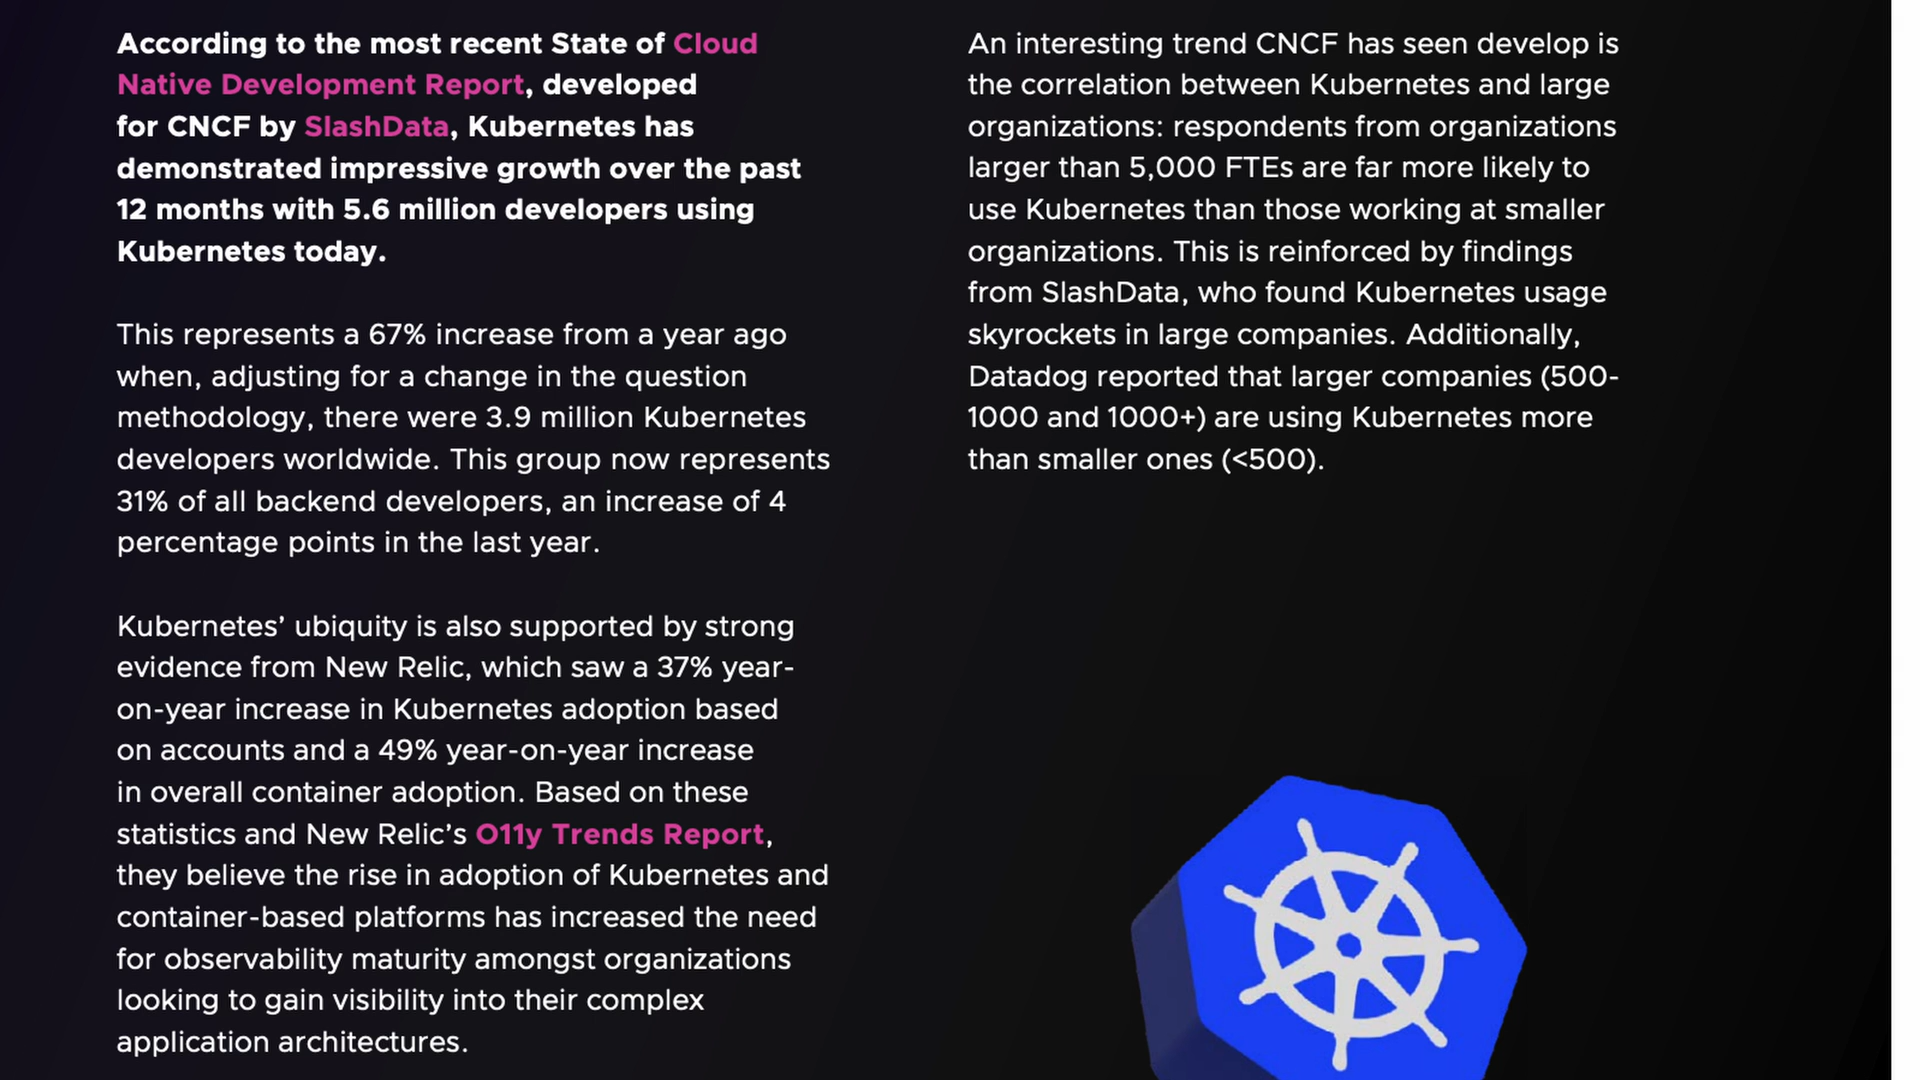 According to the most recent State of Cloud
Native Development Report, developed
for CNCF by SlashData, Kubernetes has
demonstrated impressive growth over the past
12 months with 5.6 million developers using
Kubernetes today.
This represents a 67% increase from a year ago
when, adjusting for a change in the question
methodology, there were 3.9 million Kubernetes
developers worldwide. This group now represents
31% of all backend developers, an increase of 4
percentage points in the last year.
Kubernetes’ ubiquity is also supported by strong
evidence from New Relic, which saw a 37% year-
on-year increase in Kubernetes adoption based
on accounts and a 49% year-on-year increase
in overall container adoption. Based on these
statistics and New Relic’s O11y Trends Report,
they believe the rise in adoption of Kubernetes and
container-based platforms has increased the need
for observability maturity amongst organizations
looking to gain visibility into their complex
application architectures.
An interesting trend CNCF has seen develop is
the correlation between Kubernetes and large
organizations: respondents from organizations
larger than 5,000 FTEs are far more likely to
use Kubernetes than those working at smaller
organizations. This is reinforced by findings
from SlashData, who found Kubernetes usage
skyrockets in large companies. Additionally,
Datadog reported that larger companies (500-
1000 and 1000+) are using Kubernetes more
than smaller ones (<500).